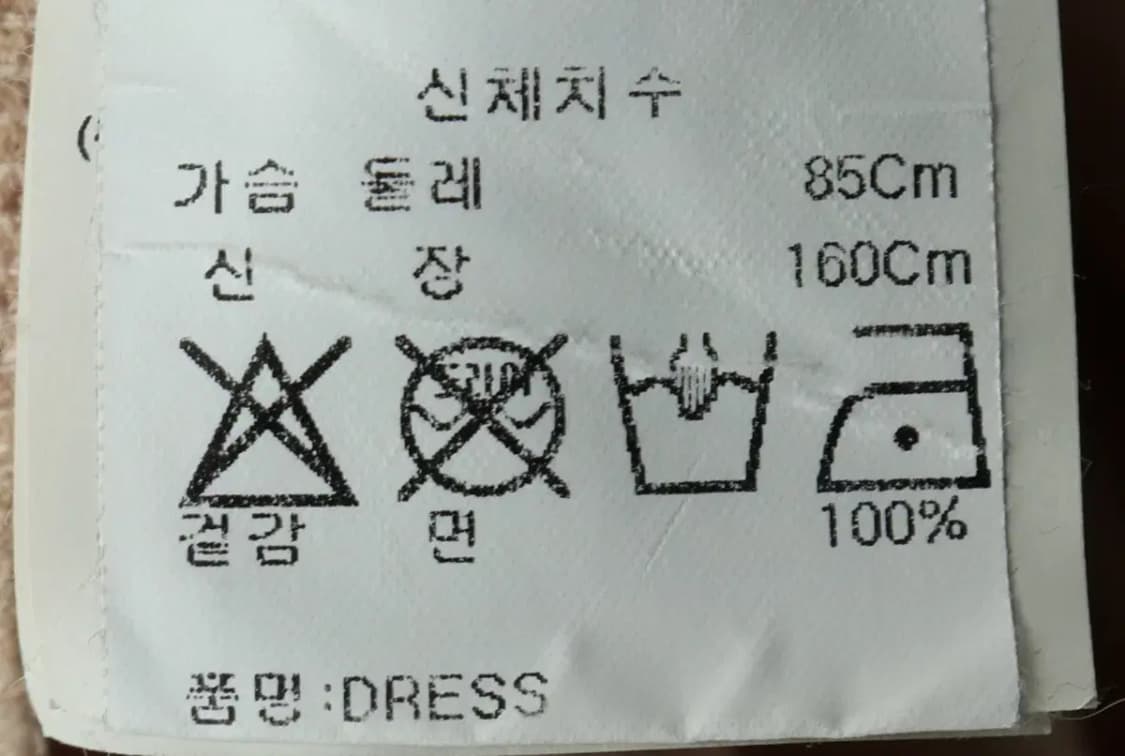 신체치수
가슴 둘레 85Cm
신 장 160Cm
드라이
겉감 면 100%
품명:DRESS